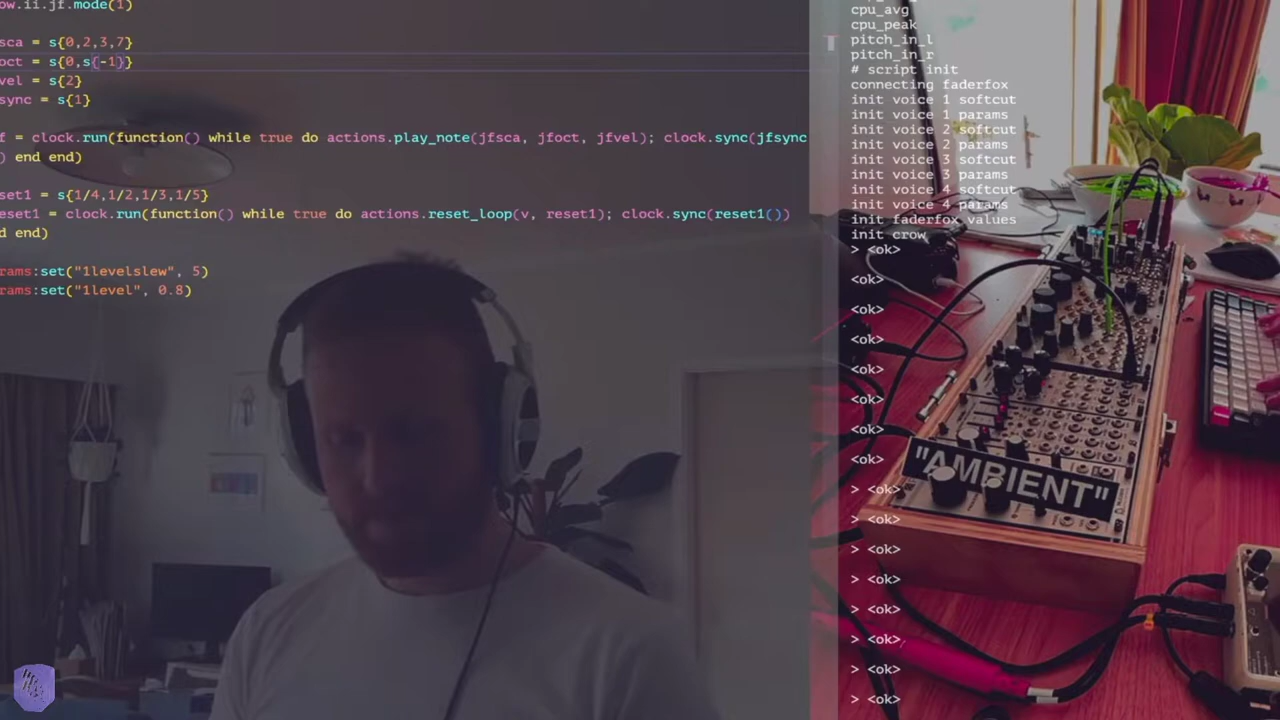 ow.ii.jf.mode(1)
sca = s{0,2,3,7}
oct = s{0,s{-1}}
vel = s{2}
sync = s{1}
f = clock.run(function() while true do actions.play_note(jfsca, jfoct, jfvel); clock.sync(jfsync
) end end)
set1 = s{1/4,1/2,1/3,1/5}
eset1 = clock.run(function() while true do actions.reset_loop(v, reset1); clock.sync(reset1())
d end)
rams:set("1levelslew", 5)
rams:set("1level", 0.8)
cpu_avg
cpu_peak
pitch_in_l
pitch_in_r
# script init
connecting faderfox
init voice 1 softcut
init voice 1 params
init voice 2 softcut
init voice 2 params
init voice 3 softcut
init voice 3 params
init voice 4 softcut
init voice 4 params
init faderfox values
init crow
> <ok>
<ok>
<ok>
<ok>
<ok>
<ok>
<ok>
<ok>
> <ok>
> <ok>
> <ok>
> <ok>
> <ok>
> <ok>
> <ok>
> <ok>
"AMBIENT"